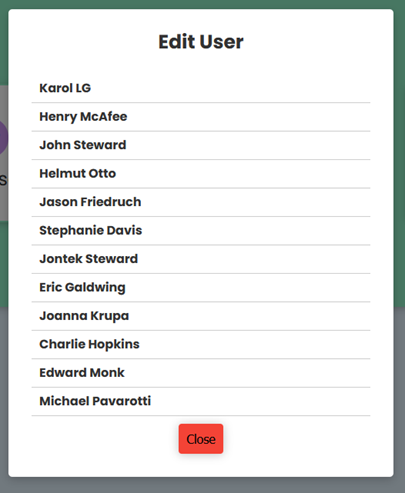 Edit User
Karol LG
Henry McAfee
John Steward
Helmut Otto
Jason Friedruch
Stephanie Davis
Jontek Steward
Eric Galdwing
Joanna Krupa
Charlie Hopkins
Edward Monk
Michael Pavarotti
Close